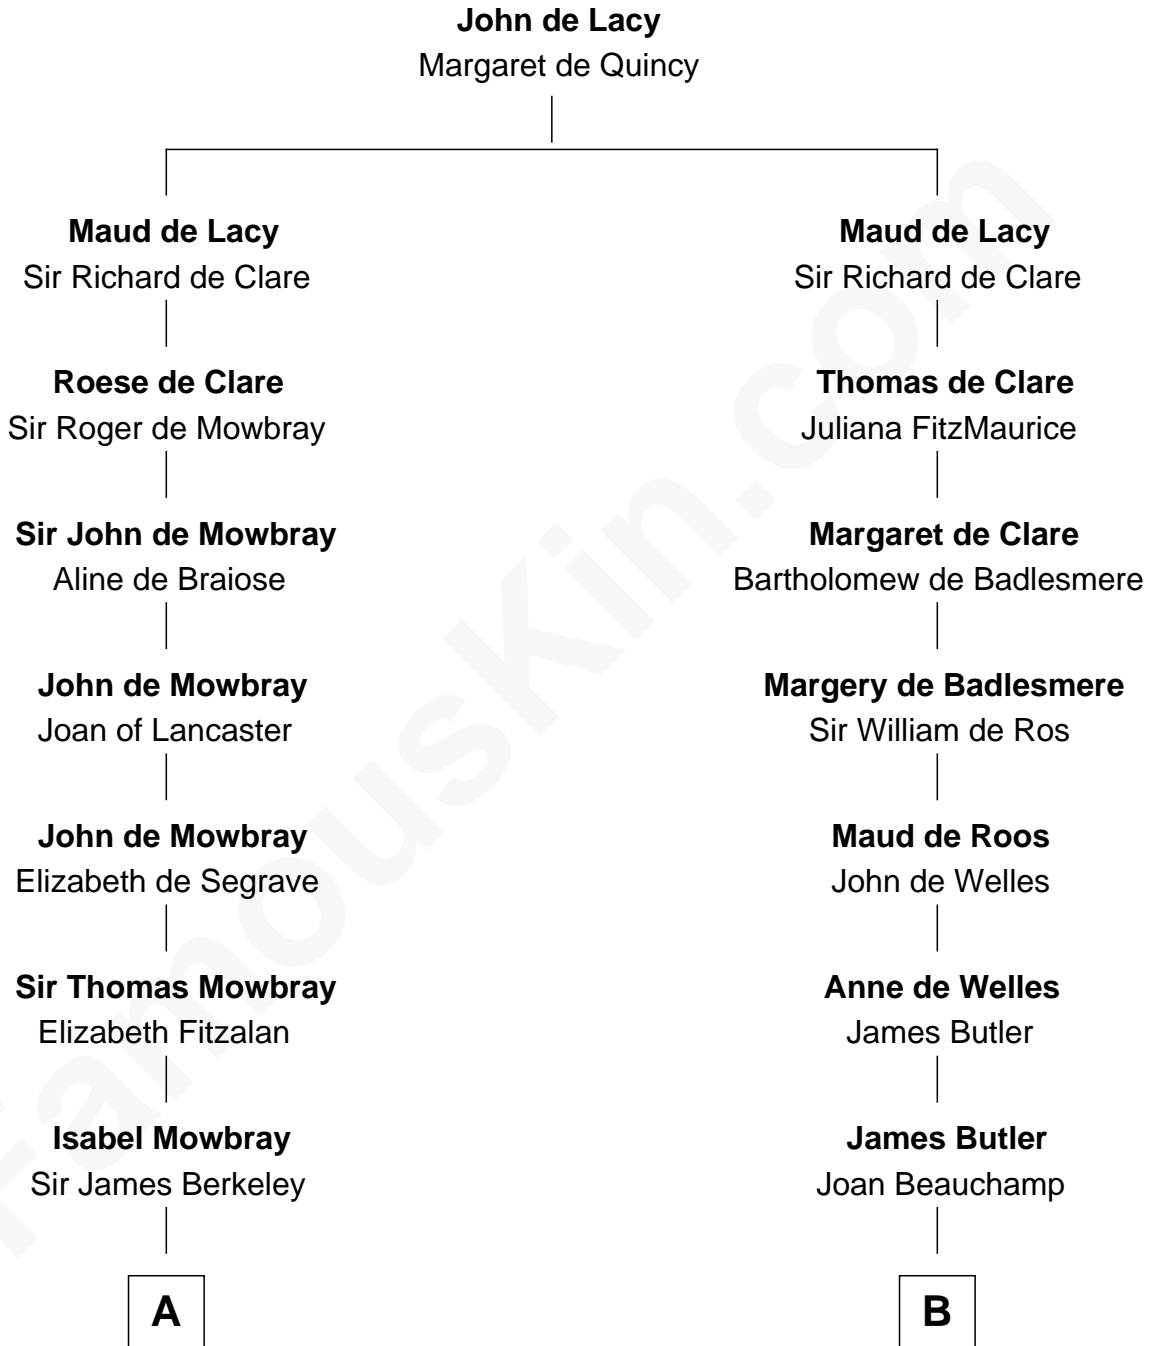 John de Lacy
Margaret de Quincy
Maud de Lacy
Sir Richard de Clare
Maud de Lacy
Sir Richard de Clare
Roese de Clare
Sir Roger de Mowbray
Thomas de Clare
Juliana FitzMaurice
Sir John de Mowbray
Aline de Braiose
Margaret de Clare
Bartholomew de Badlesmere
John de Mowbray
Joan of Lancaster
Margery de Badlesmere
Sir William de Ros
John de Mowbray
Elizabeth de Segrave
Maud de Roos
John de Welles
Sir Thomas Mowbray
Elizabeth Fitzalan
Anne de Welles
James Butler
Isabel Mowbray
Sir James Berkeley
James Butler
Joan Beauchamp
A
B
FamousKin.com